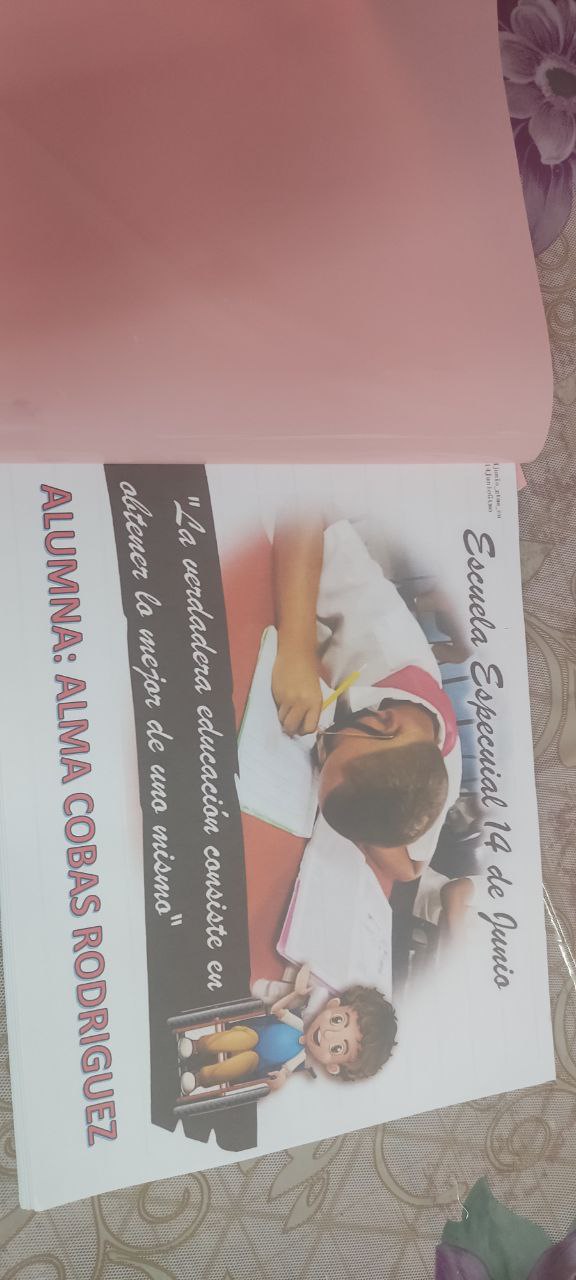 Escuela Especuial 14 de Junio
"La verdadera educación consiste en
obtener lo mejor de uno mismo"
ALUMNA: ALMA COBAS RODRIGUEZ